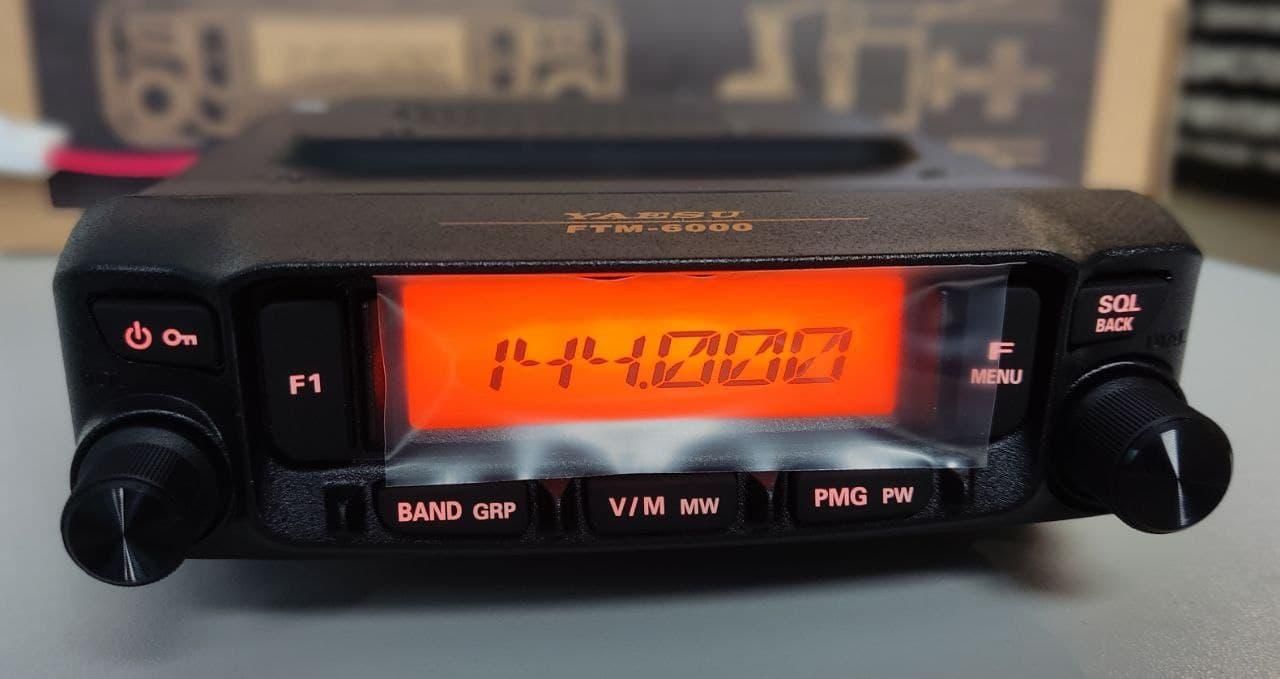 YAESU
FTM-6000
SQL
BACK
F1
144.000
F
MENU
BAND GRP
V/M MW
PMG PW